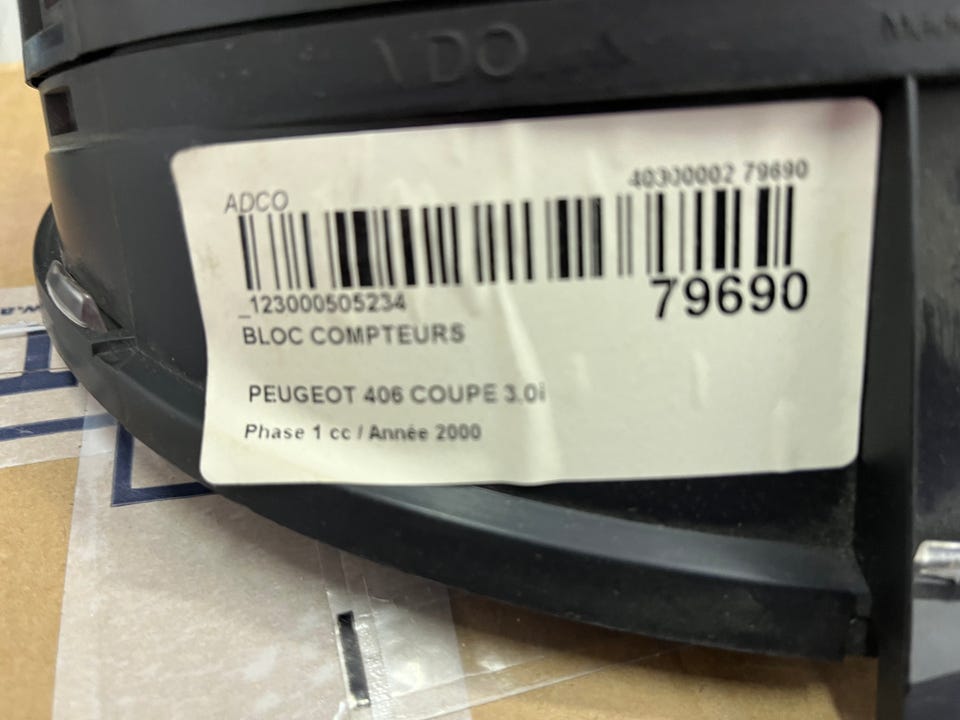 VDO
ADCO
40300002 79690
_123000505234
79690
BLOC COMPTEURS
PEUGEOT 406 COUPE 3.0i
Phase 1 cc / Année 2000